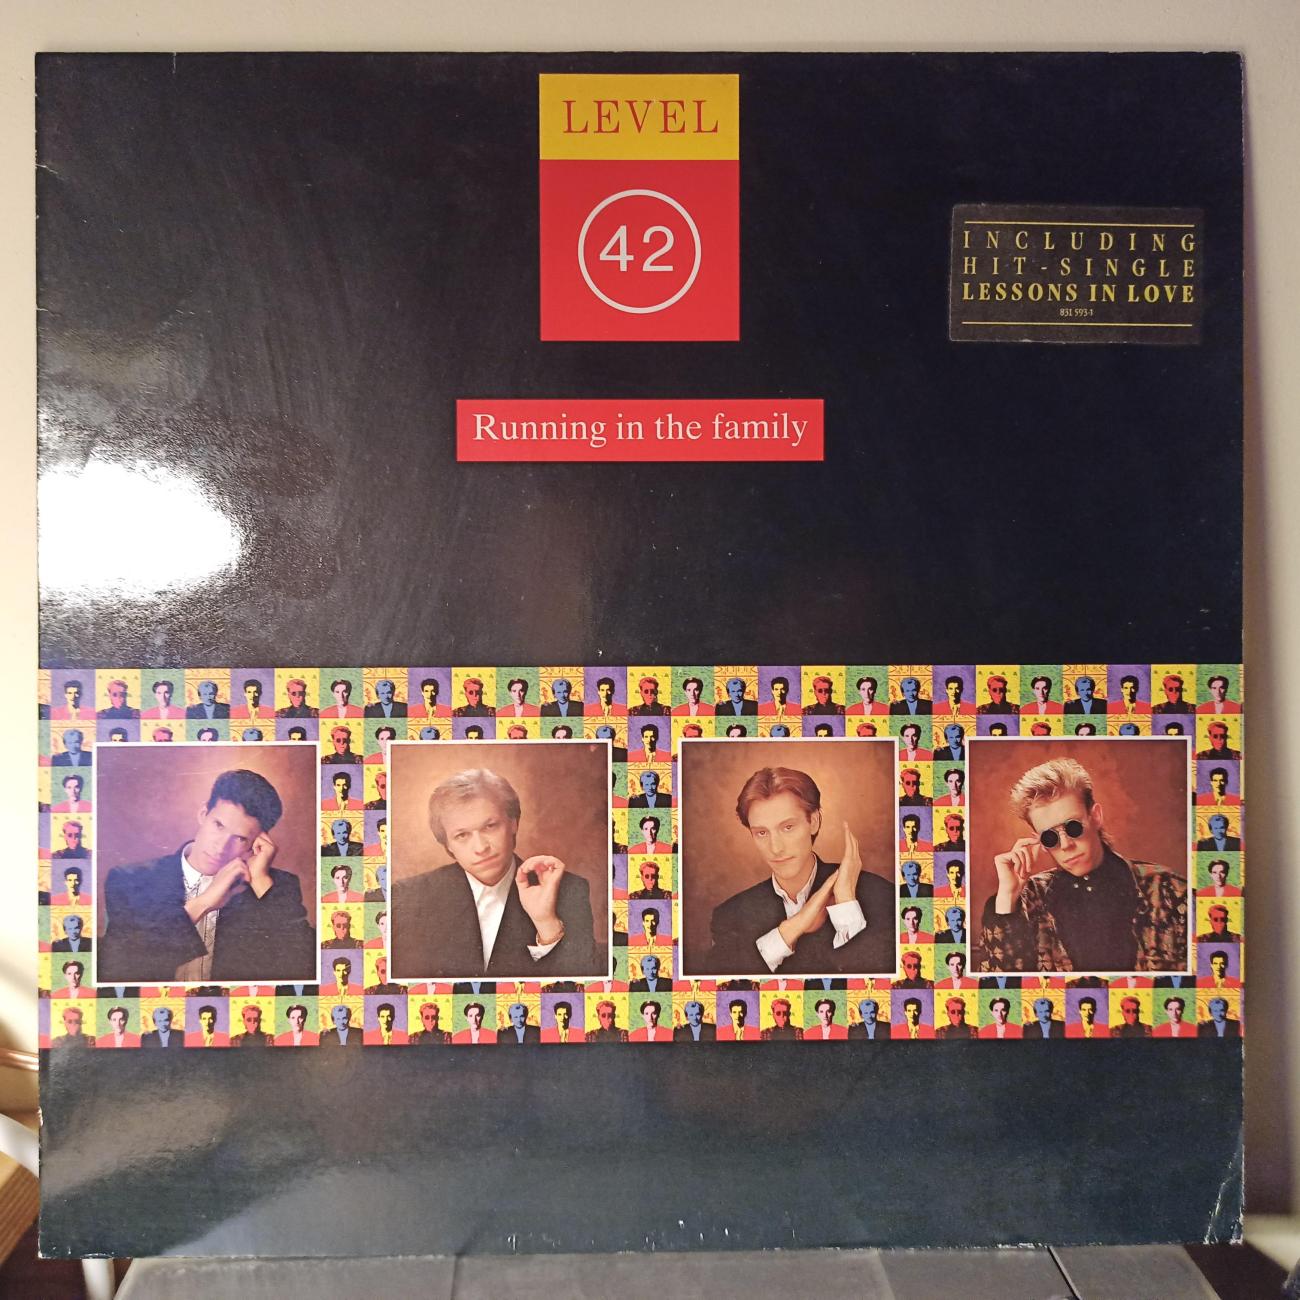 LEVEL
42
Running in the family
INCLUDING
HIT-SINGLE
LESSONS IN LOVE
831 593-1